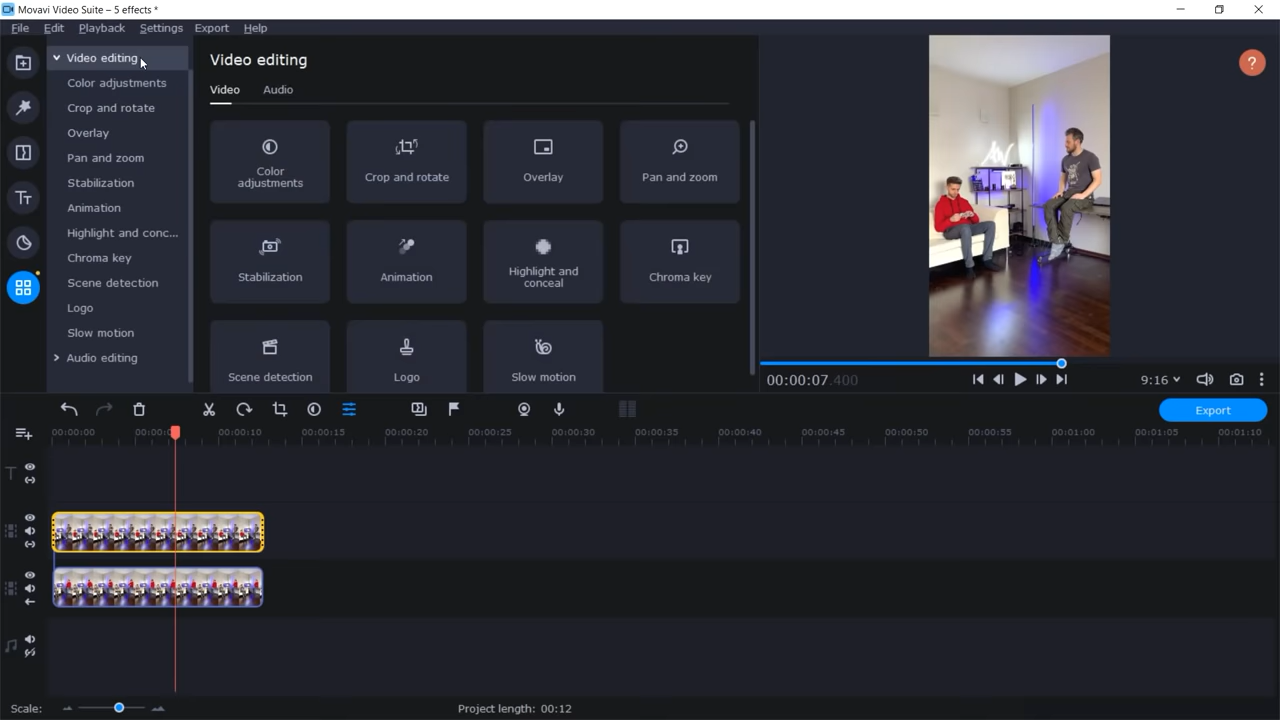 Movavi Video Suite – 5 effects *
File Edit Playback Settings Export Help
Video editing
Color adjustments
Crop and rotate
Overlay
Pan and zoom
Stabilization
Animation
Highlight and conc...
Chroma key
Scene detection
Logo
Slow motion
Audio editing
Video editing
Video Audio
Color
adjustments
Crop and rotate
Overlay
Pan and zoom
Stabilization
Animation
Highlight and
conceal
Chroma key
Scene detection
Logo
Slow motion
?
00:00:07.400
9:16
Export
00:00:00 00:00:10 00:00:15 00:00:20 00:00:25 00:00:30 00:00:35 00:00:40 00:00:45 00:00:50 00:00:55 00:01:00 00:01:05 00:01:10
Scale:
Project length: 00:12